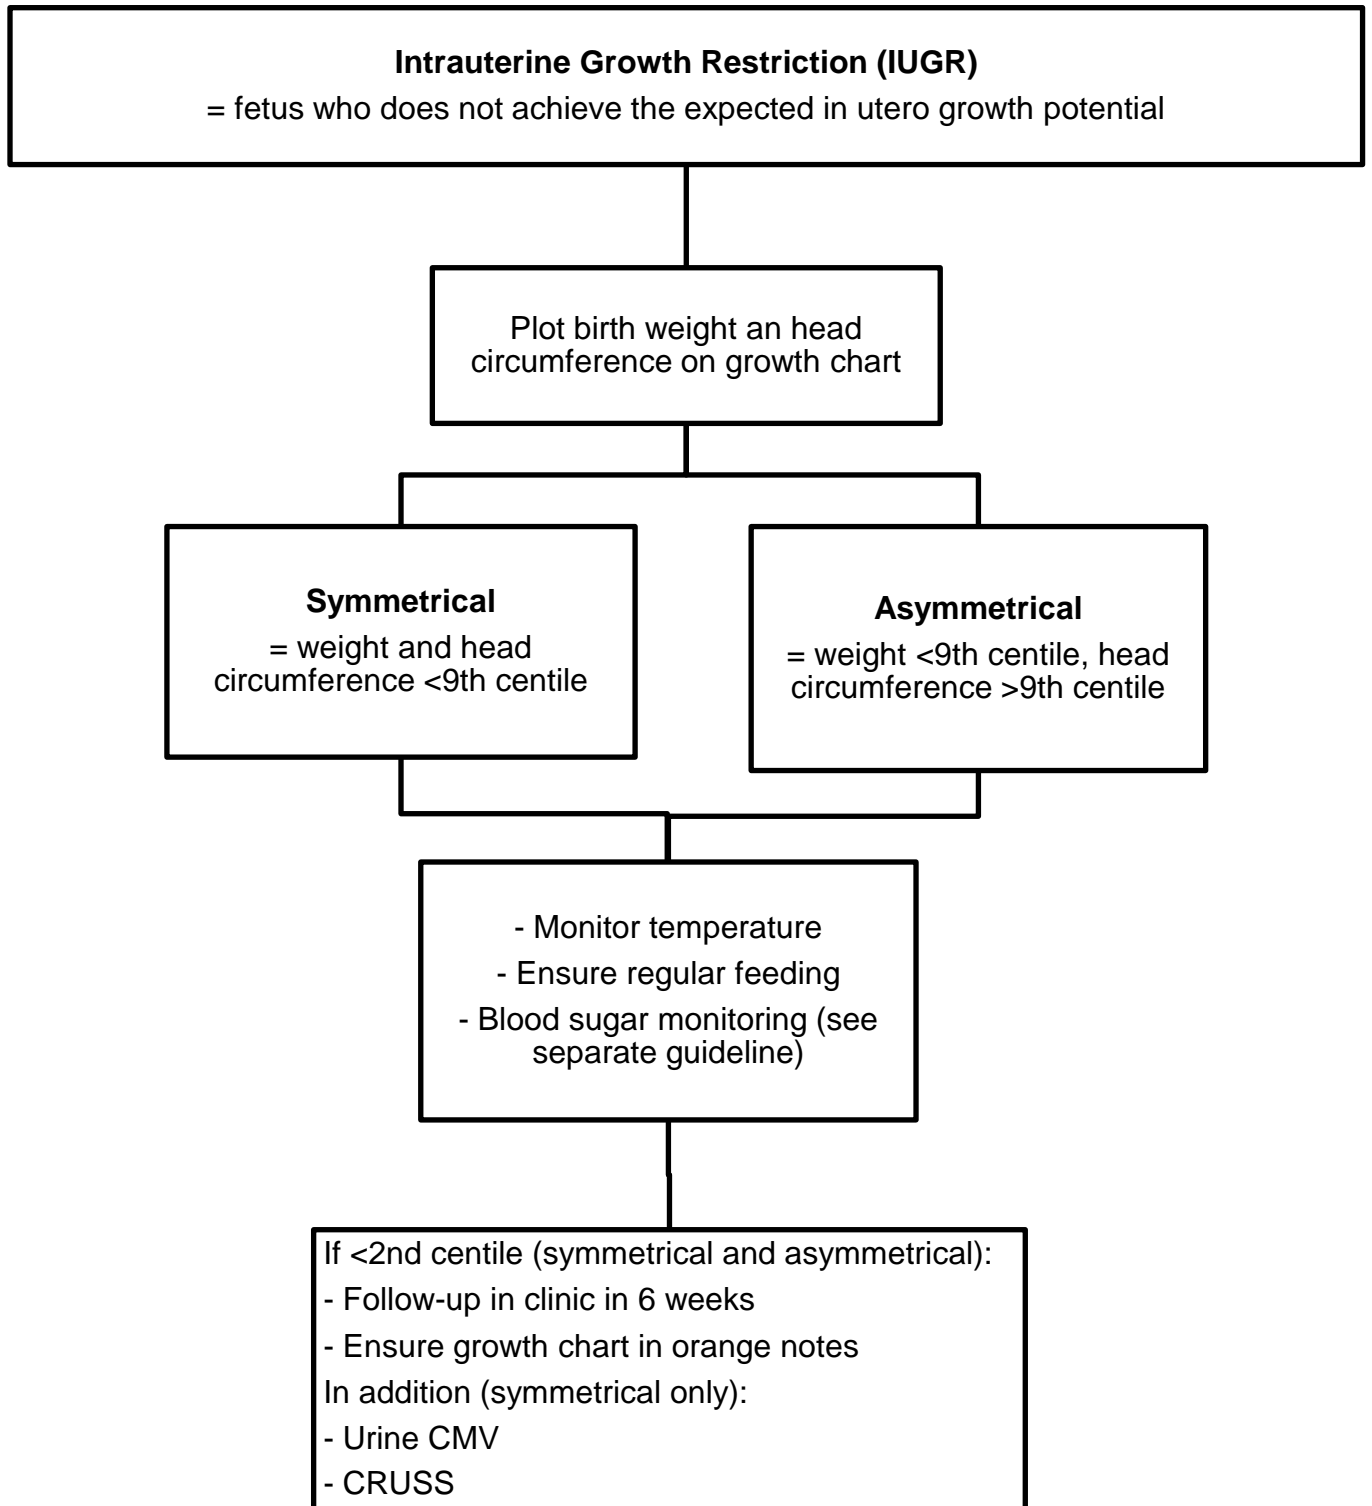 Intrauterine Growth Restriction (IUGR)
= fetus who does not achieve the expected in utero growth potential
Plot birth weight an head
circumference on growth chart
Symmetrical
= weight and head
circumference <9th centile
Asymmetrical
= weight <9th centile, head
circumference >9th centile
- Monitor temperature
- Ensure regular feeding
- Blood sugar monitoring (see
separate guideline)
If <2nd centile (symmetrical and asymmetrical):
- Follow-up in clinic in 6 weeks
- Ensure growth chart in orange notes
In addition (symmetrical only):
- Urine CMV
- CRUSS